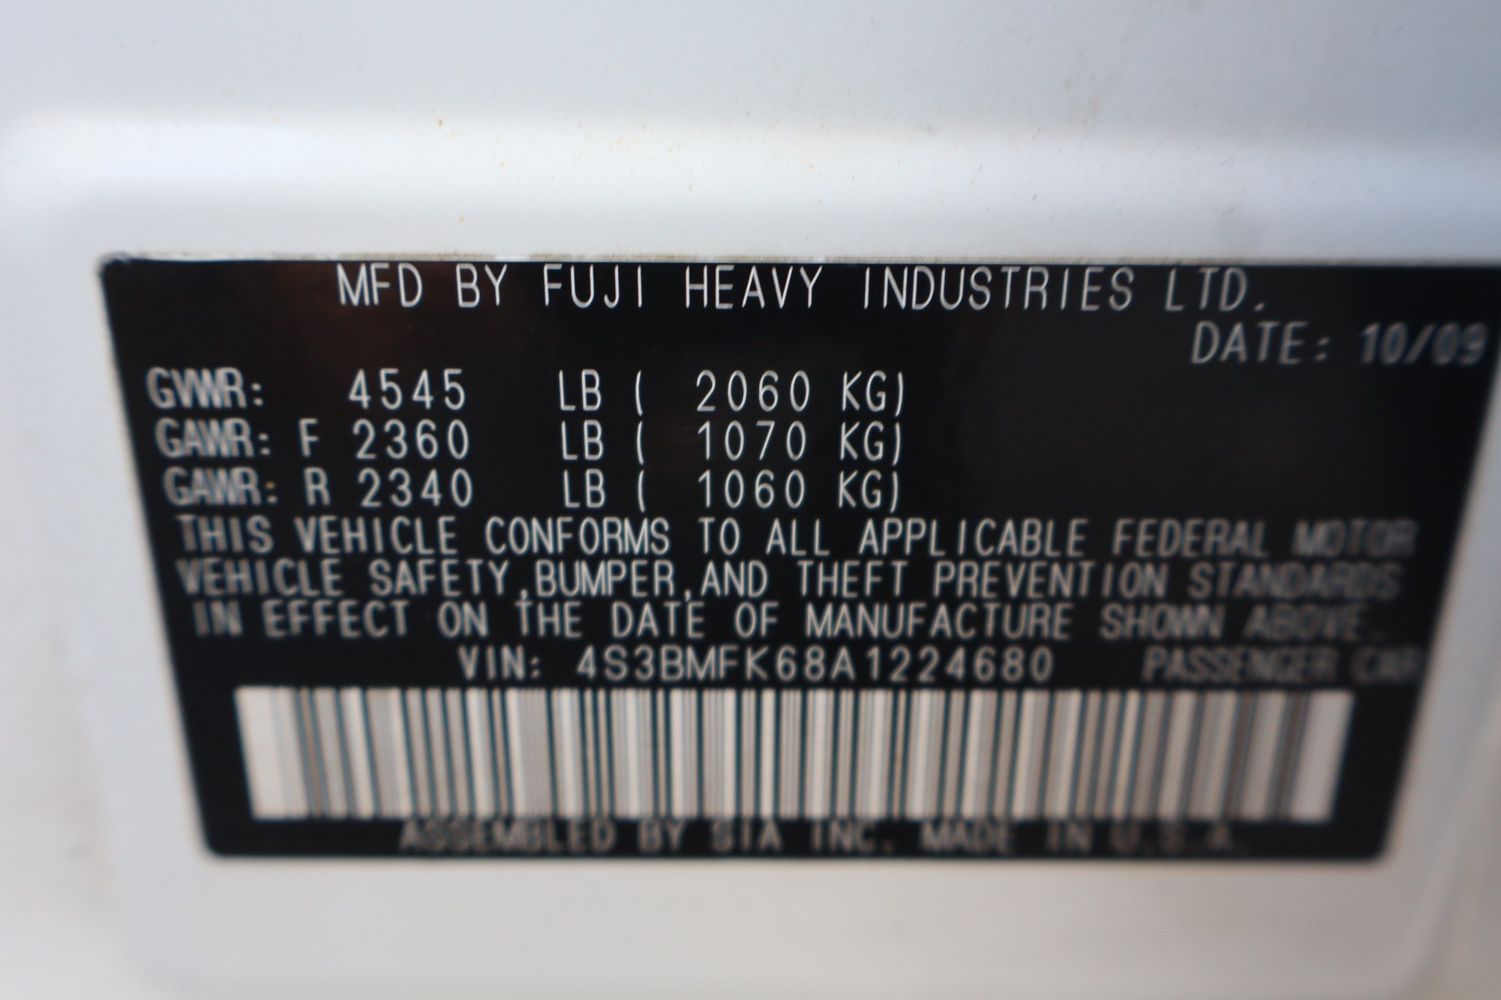 MFD BY FUJI HEAVY INDUSTRIES LTD.
DATE: 10/09
GVWR: 4545 LB ( 2060 KG)
GAWR: F 2360 LB ( 1070 KG)
GAWR: R 2340 LB ( 1060 KG)
THIS VEHICLE CONFORMS TO ALL APPLICABLE FEDERAL MOTOR
VEHICLE SAFETY,BUMPER,AND THEFT PREVENTION STANDARDS
IN EFFECT ON THE DATE OF MANUFACTURE SHOWN ABOVE.
VIN: 4S3BMFK68A1224680 PASSENGER CAR
ASSEMBLED BY SIA INC. MADE IN U.S.A.